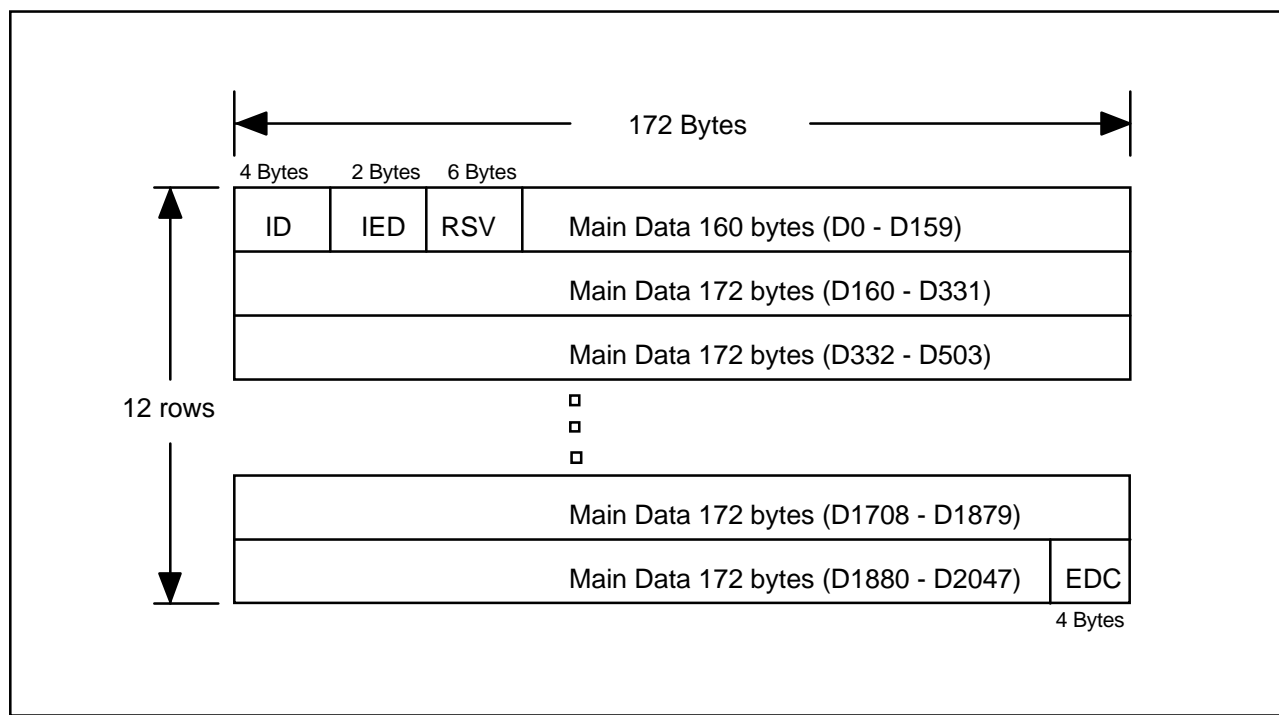 172 Bytes
4 Bytes 2 Bytes 6 Bytes
ID IED RSV Main Data 160 bytes (D0 - D159)
Main Data 172 bytes (D160 - D331)
Main Data 172 bytes (D332 - D503)
12 rows
Main Data 172 bytes (D1708 - D1879)
Main Data 172 bytes (D1880 - D2047) EDC
4 Bytes